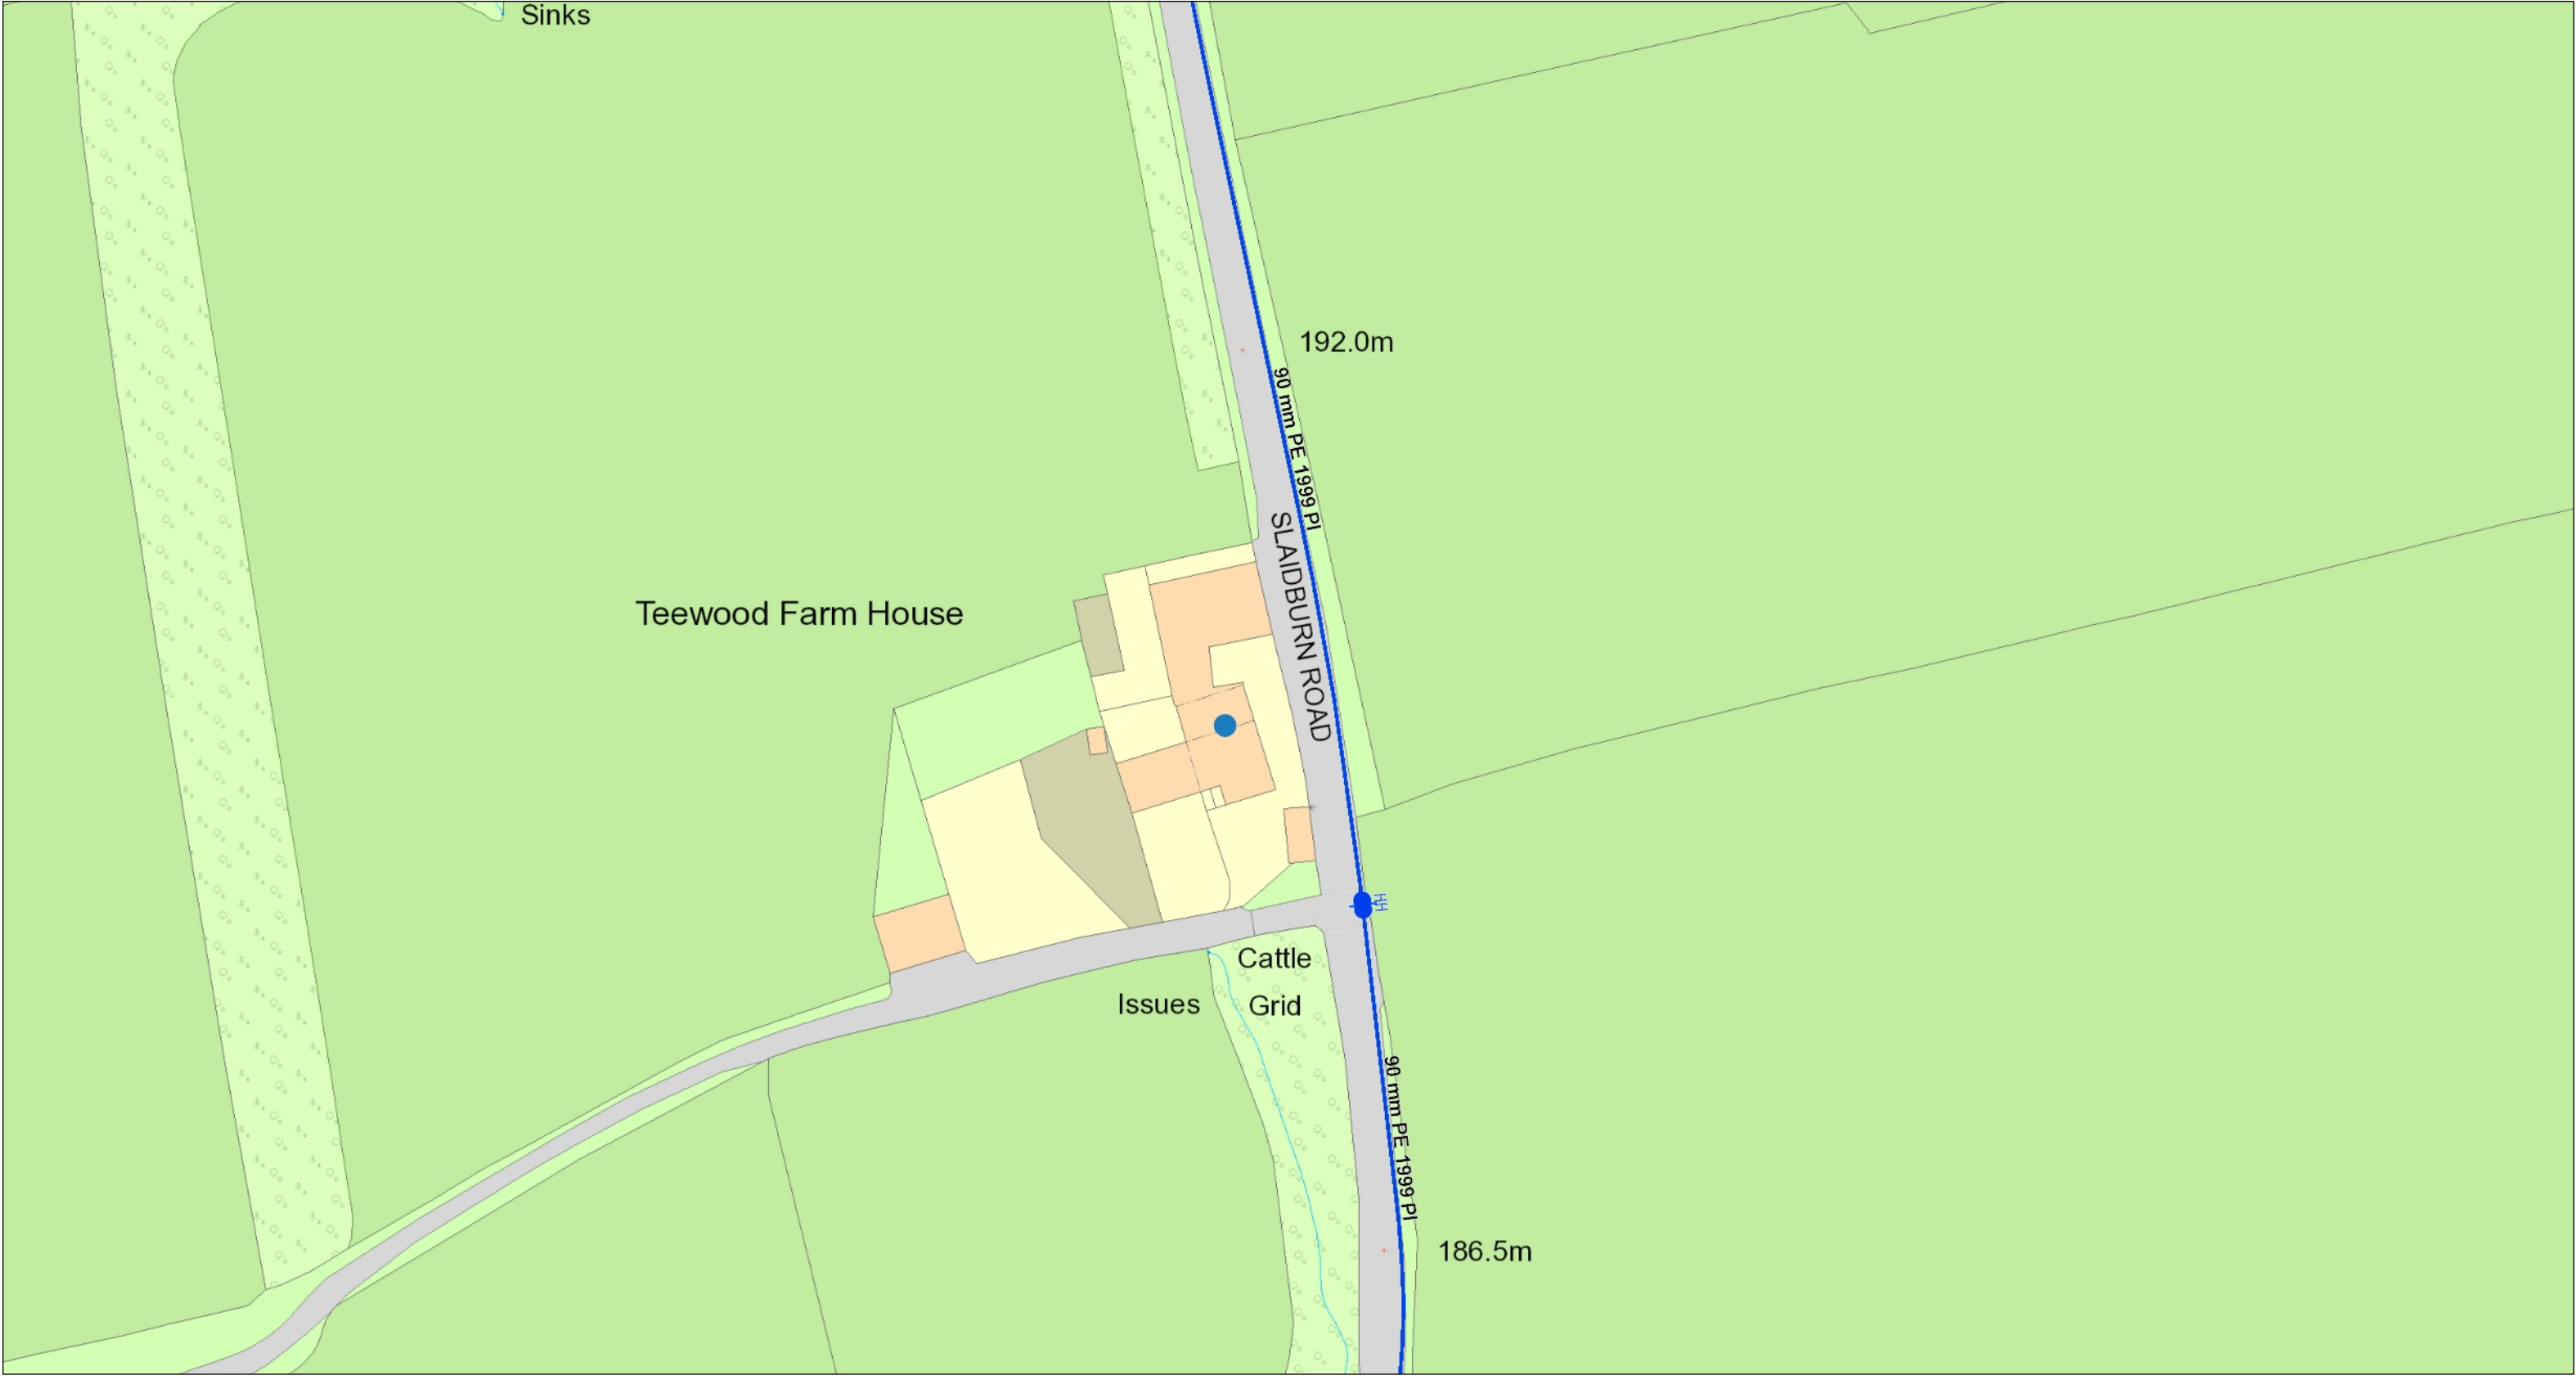 Sinks
192.0m
90 mm PE 1999 PI
SLAIDBURN ROAD
Teewood Farm House
HH
Cattle
Grid
Issues
90 mm PE 1999 PI
186.5m